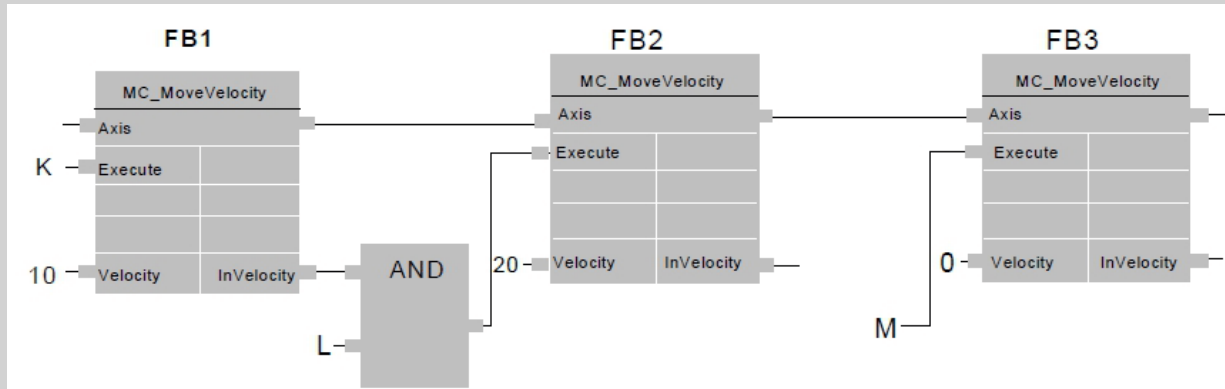 FB1
MC_MoveVelocity
Axis
K
Execute
10
Velocity
InVelocity
AND
L
FB2
MC_MoveVelocity
Axis
Execute
20
Velocity
InVelocity
FB3
MC_MoveVelocity
Axis
Execute
0
Velocity
InVelocity
M